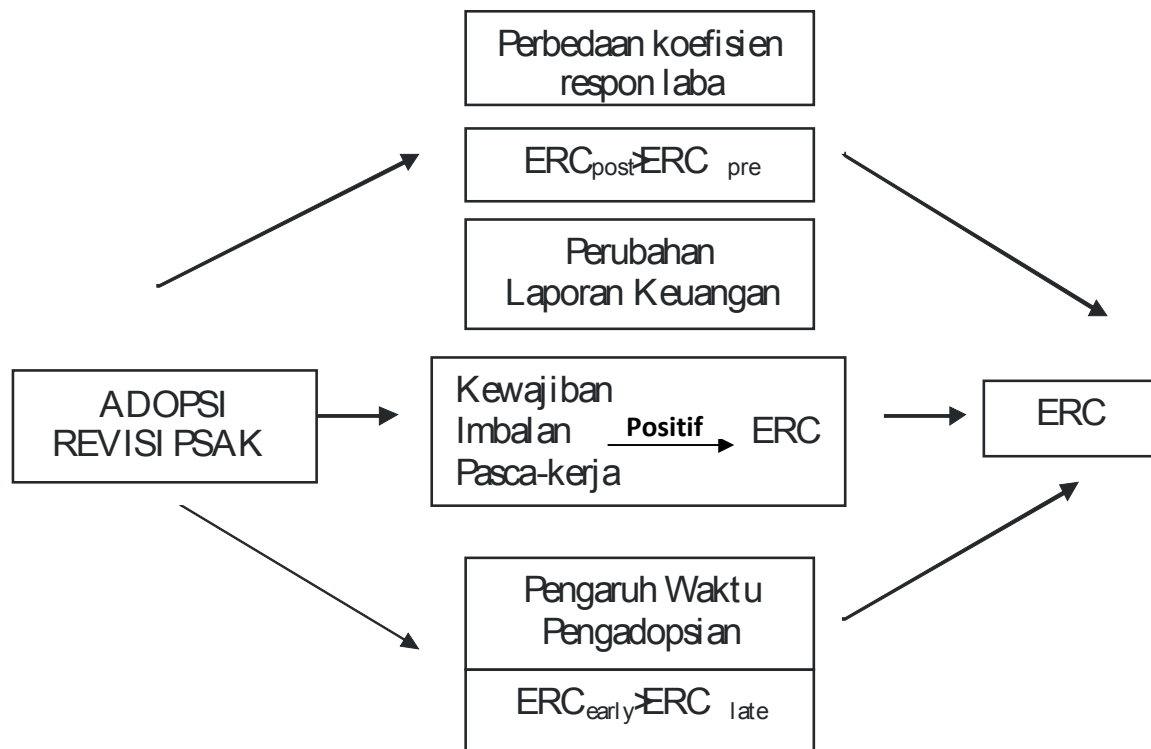 Perbedaan koefisien
respon laba
ERCpost>ERC pre
Perubahan
Laporan Keuangan
ADOPSI
REVISI PSAK
Kewajiban
Imbalan
Pasca-kerja
Positif
ERC
ERC
Pengaruh Waktu
Pengadopsian
ERCearly>ERC late